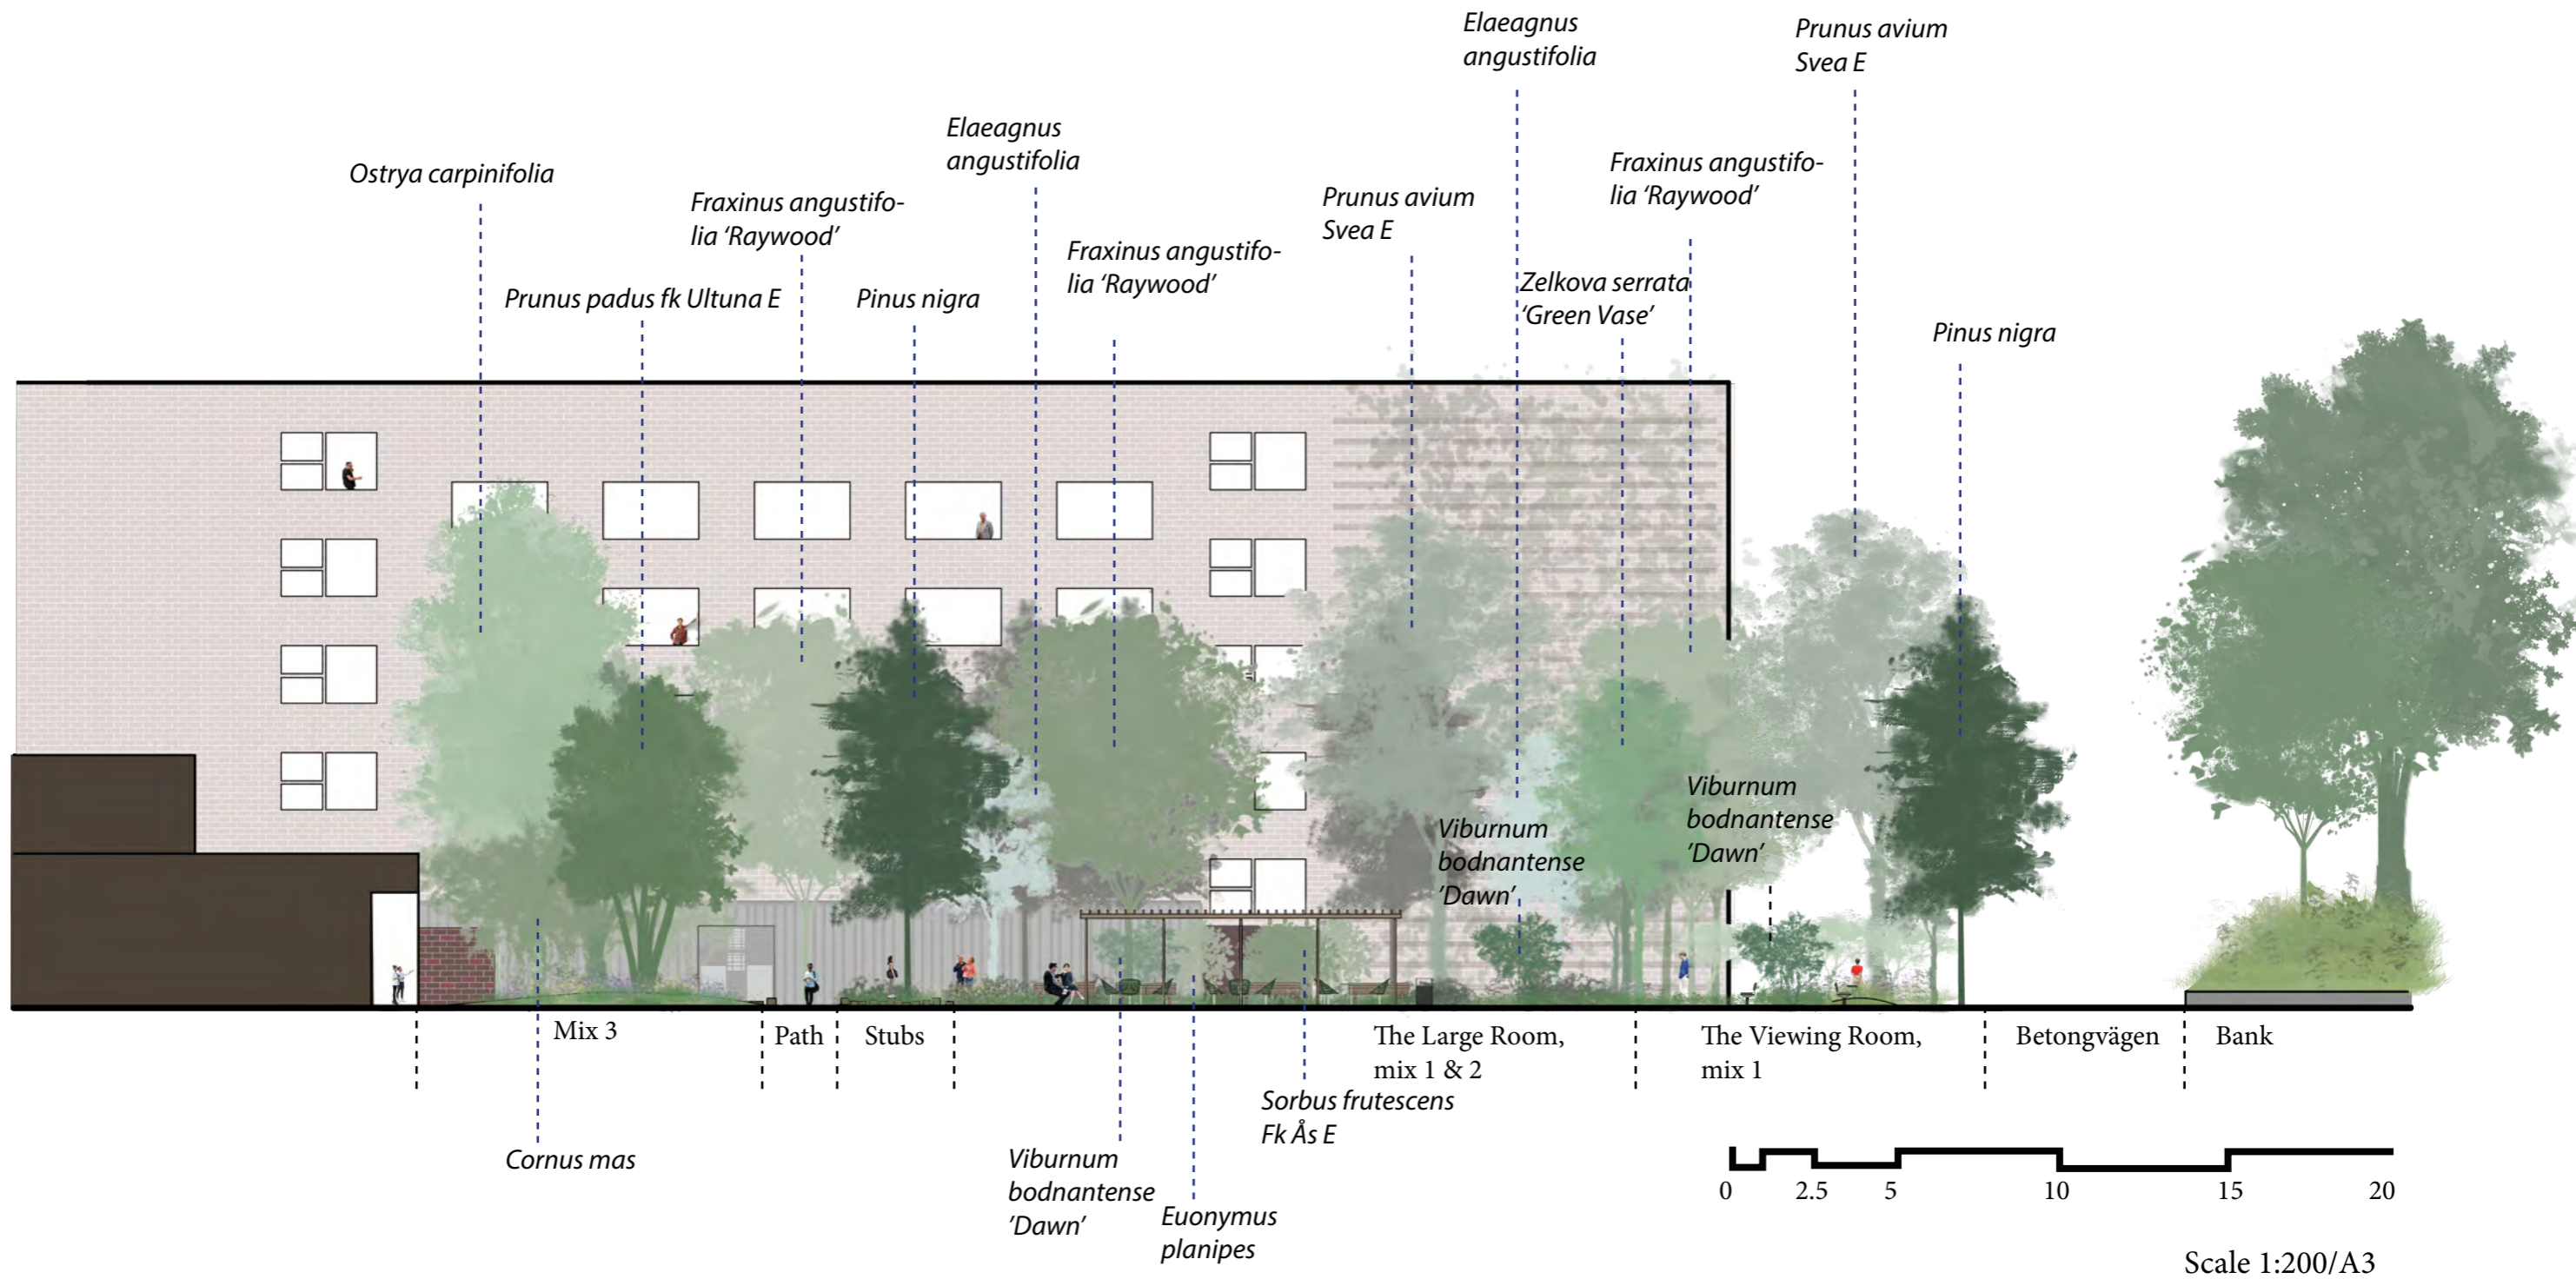 Elaeagnus
angustifolia
Prunus avium
Svea E
Elaeagnus
angustifolia
Ostrya carpinifolia
Fraxinus angustifo-
lia ‘Raywood’
Prunus avium
Svea E
Fraxinus angustifo-
lia ‘Raywood’
Fraxinus angustifo-
lia ‘Raywood’
Prunus padus fk Ultuna E
Pinus nigra
Zelkova serrata
‘Green Vase’
Pinus nigra
Viburnum
bodnantense
’Dawn’
Viburnum
bodnantense
’Dawn’
Mix 3
Path
Stubs
The Large Room,
mix 1 & 2
The Viewing Room,
mix 1
Betongvägen
Bank
Sorbus frutescens
Fk Ås E
Cornus mas
Viburnum
bodnantense
’Dawn’
Euonymus
planipes
0 2.5 5 10 15 20
Scale 1:200/A3